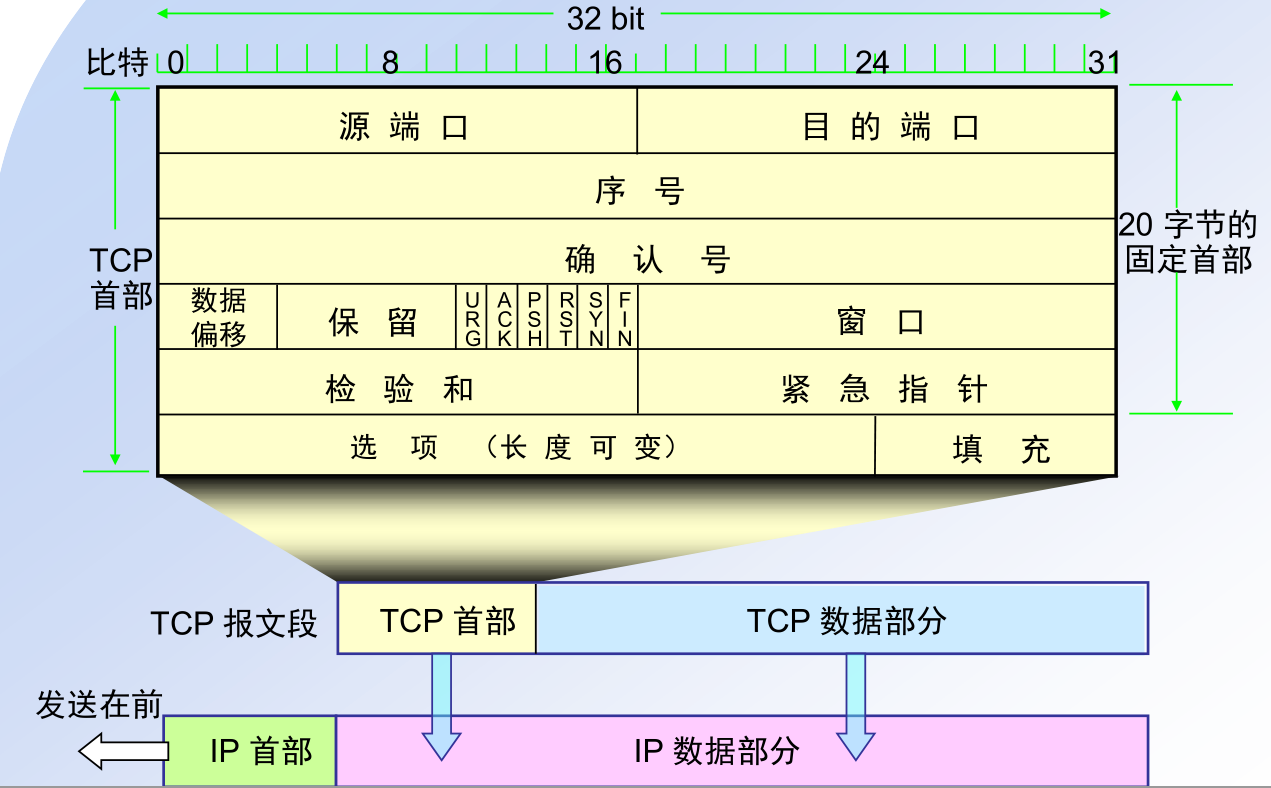 32 bit
比特 0 8 16 24 31
源端口 目的端口
序号
确认号
20 字节的
固定首部
TCP
首部
数据
偏移
保留
URG
ACK
PSH
RST
SYN
FIN
窗口
检验和 紧急指针
选项 （长度可变） 填充
TCP 报文段 TCP 首部 TCP 数据部分
发送在前
IP 首部 IP 数据部分